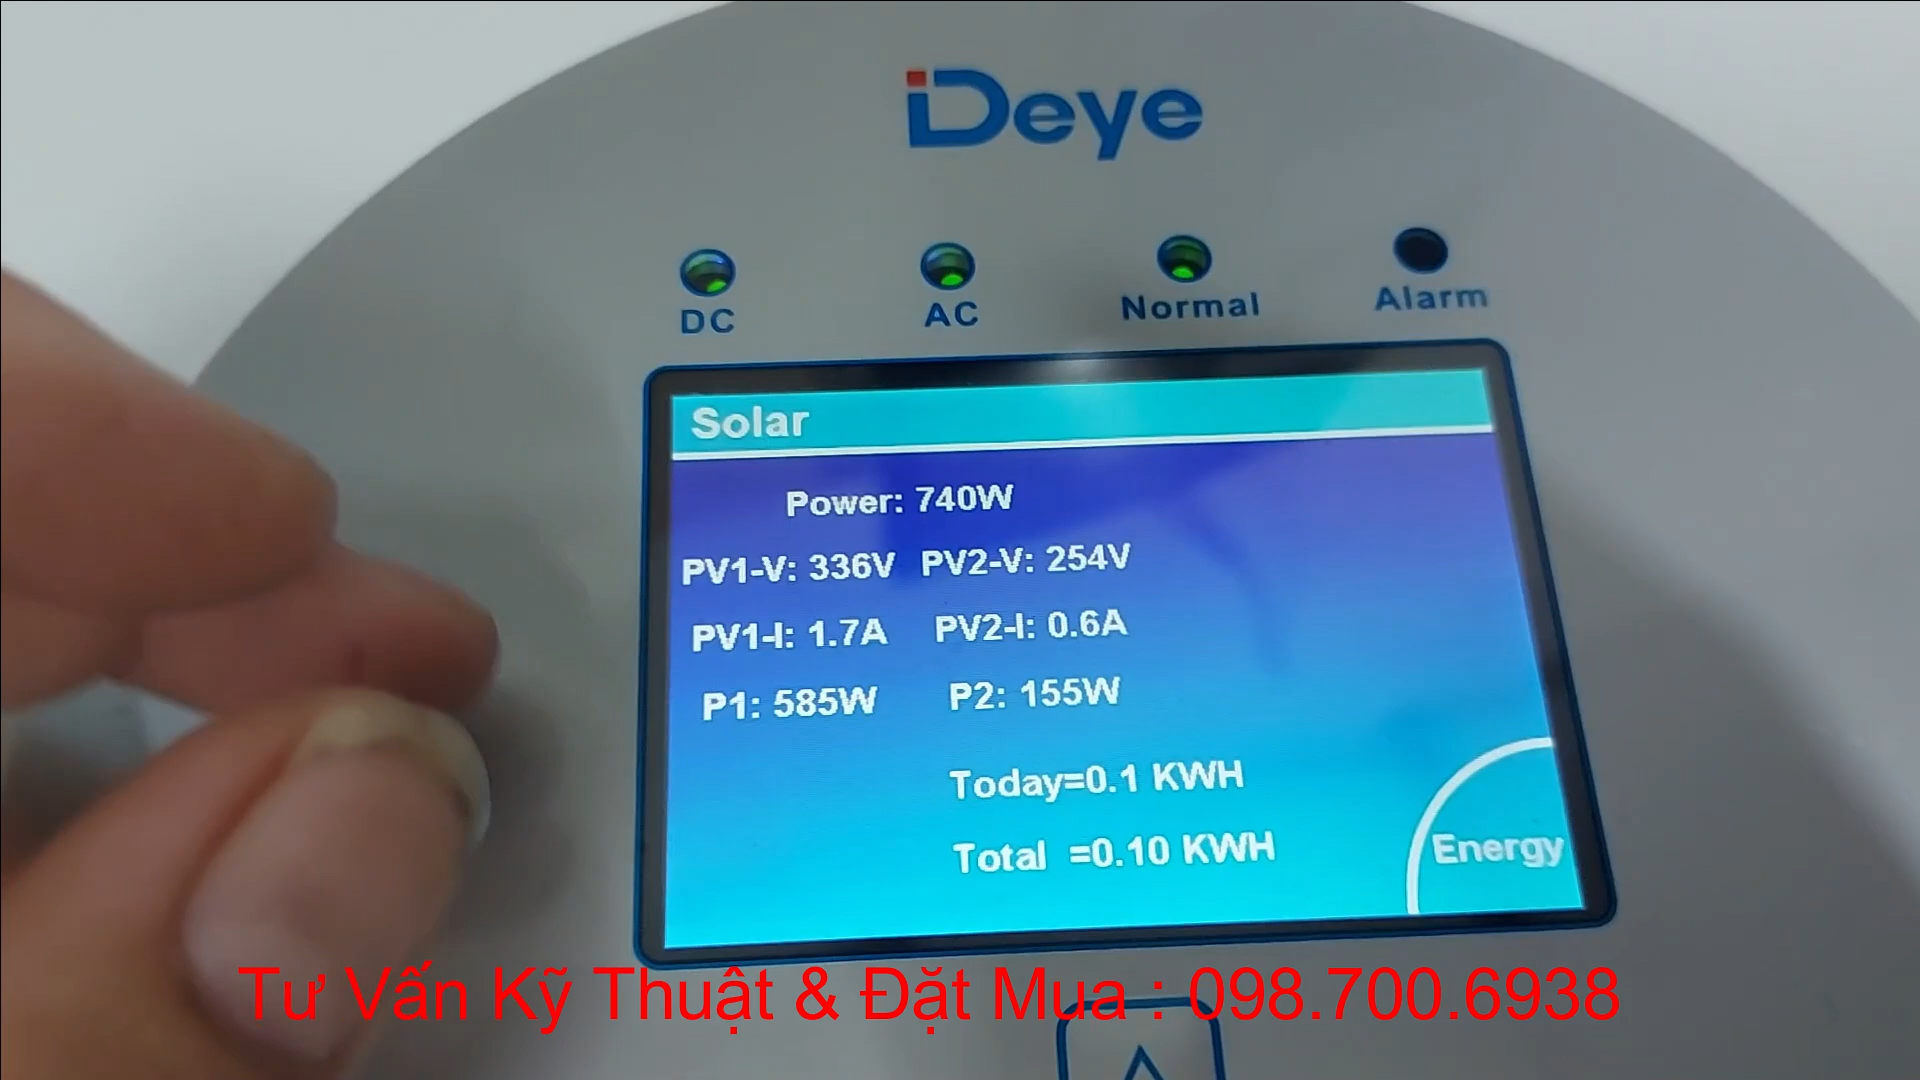 Deye
DC AC Normal Alarm
Solar
Power: 740W
PV1-V: 336V PV2-V: 254V
PV1-I: 1.7A PV2-I: 0.6A
P1: 585W P2: 155W
Today=0.1 KWH
Total =0.10 KWH
Energy
Tư Vấn Kỹ Thuật & Đặt Mua : 098.700.6938